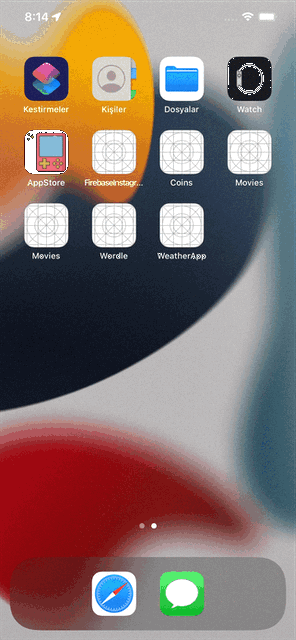 8:14
Kestirmeler Kişiler Dosyalar Watch
AppStore FirebaseInstagr... Coins Movies
Movies Wordle WeatherApp